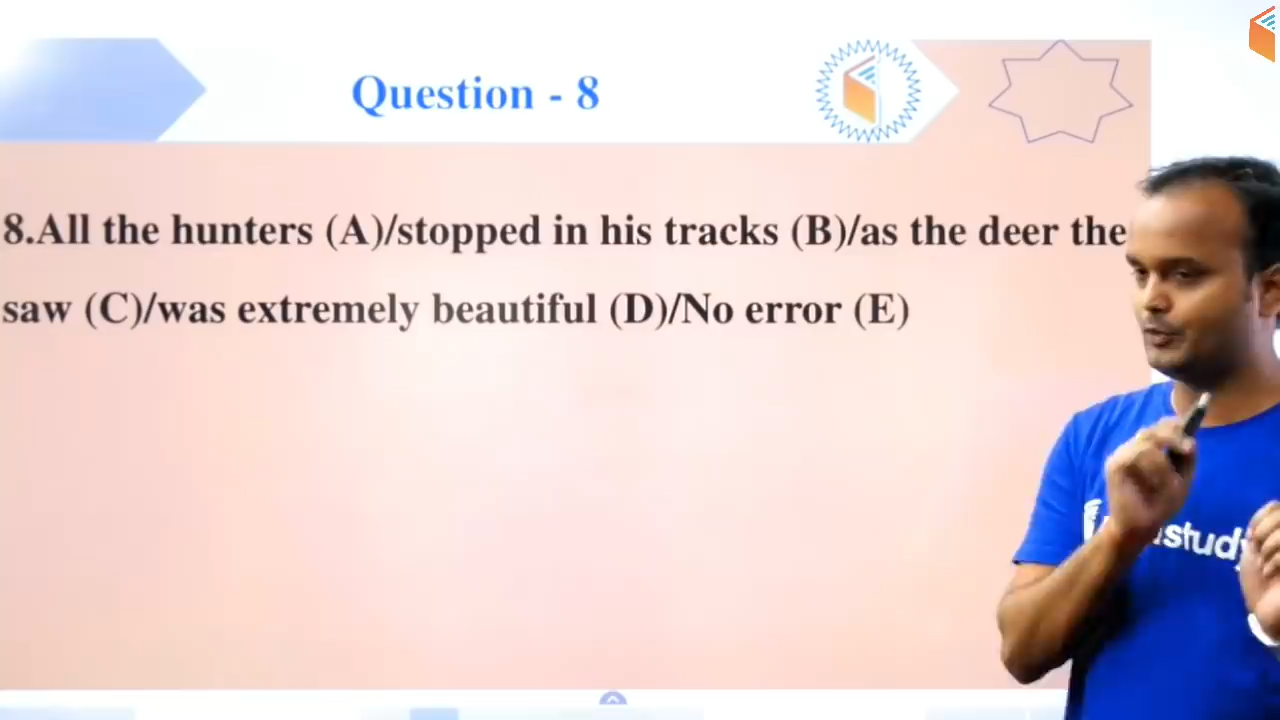 Question - 8
8.All the hunters (A)/stopped in his tracks (B)/as the deer the
saw (C)/was extremely beautiful (D)/No error (E)